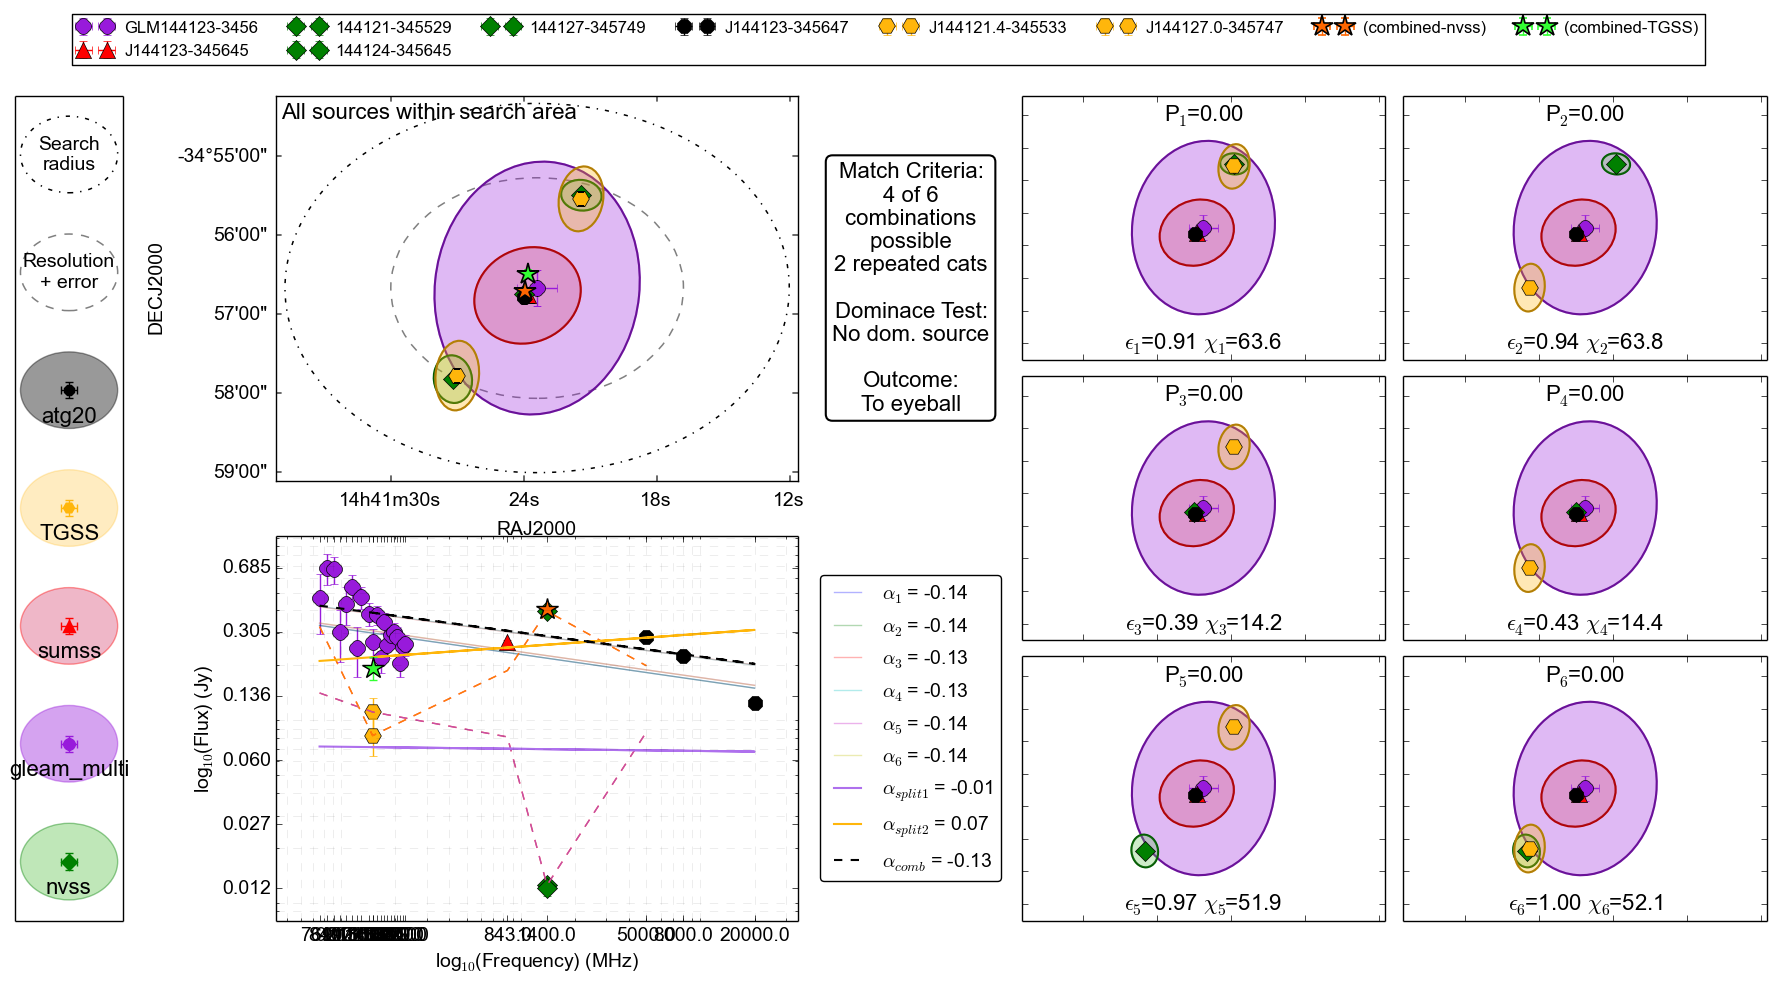 GLM144123-3456 144121-345529 144127-345749 J144123-345647 J144121.4-345533 J144127.0-345747 (combined-nvss) (combined-TGSS)
J144123-345645 144124-345645
Search
radius
Resolution
+ error
atg20
TGSS
sumss
gleam_multi
nvss
All sources within search area
DECJ2000
-34°55'00"
56'00"
57'00"
58'00"
59'00"
14h41m30s 24s 18s 12s
RAJ2000
Match Criteria:
4 of 6
combinations
possible
2 repeated cats
Dominace Test:
No dom. source
Outcome:
To eyeball
log10(Flux) (Jy)
0.685
0.305
0.136
0.060
0.027
0.012
843.0 1400.0 5000.0 8000.0 20000.0
log10(Frequency) (MHz)
α1 = -0.14
α2 = -0.14
α3 = -0.13
α4 = -0.13
α5 = -0.14
α6 = -0.14
αsplit1 = -0.01
αsplit2 = 0.07
αcomb = -0.13
P1=0.00
ϵ1=0.91 χ1=63.6
P2=0.00
ϵ2=0.94 χ2=63.8
P3=0.00
ϵ3=0.39 χ3=14.2
P4=0.00
ϵ4=0.43 χ4=14.4
P5=0.00
ϵ5=0.97 χ5=51.9
P6=0.00
ϵ6=1.00 χ6=52.1